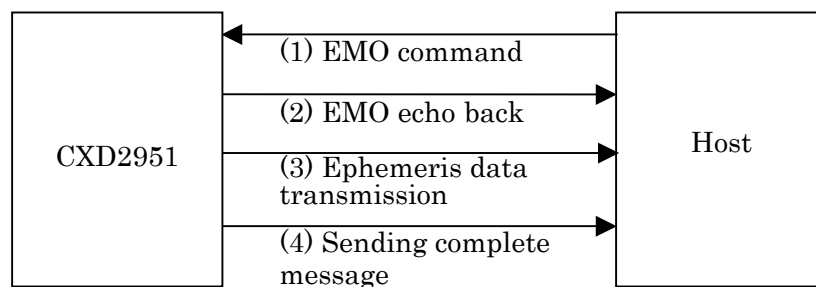 (1) EMO command
(2) EMO echo back
CXD2951
Host
(3) Ephemeris data
transmission
(4) Sending complete
message